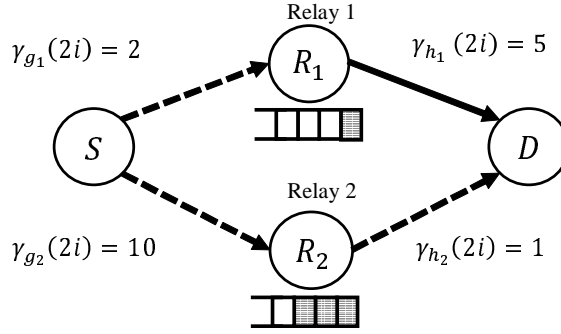 Relay 1
γg₁(2i) = 2
γh₁(2i) = 5
R₁
S
D
Relay 2
R₂
γg₂(2i) = 10
γh₂(2i) = 1